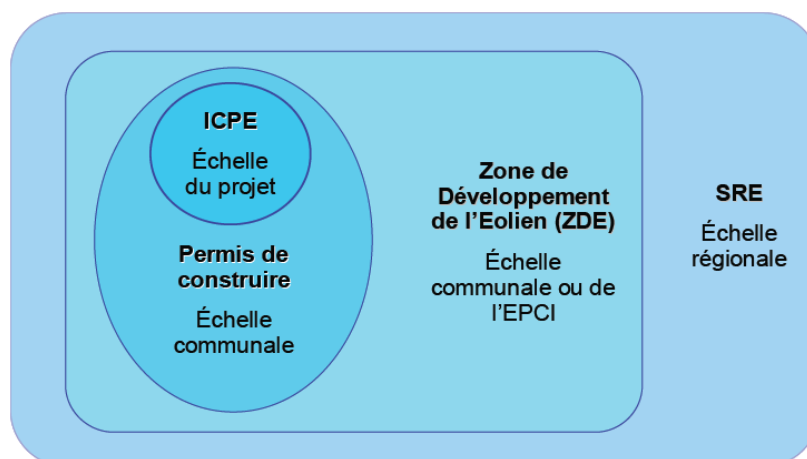 ICPE
Échelle
du projet
Permis de
construire
Échelle
communale
Zone de
Développement
de l'Eolien (ZDE)
Échelle
communale ou de
l'EPCI
SRE
Échelle
régionale